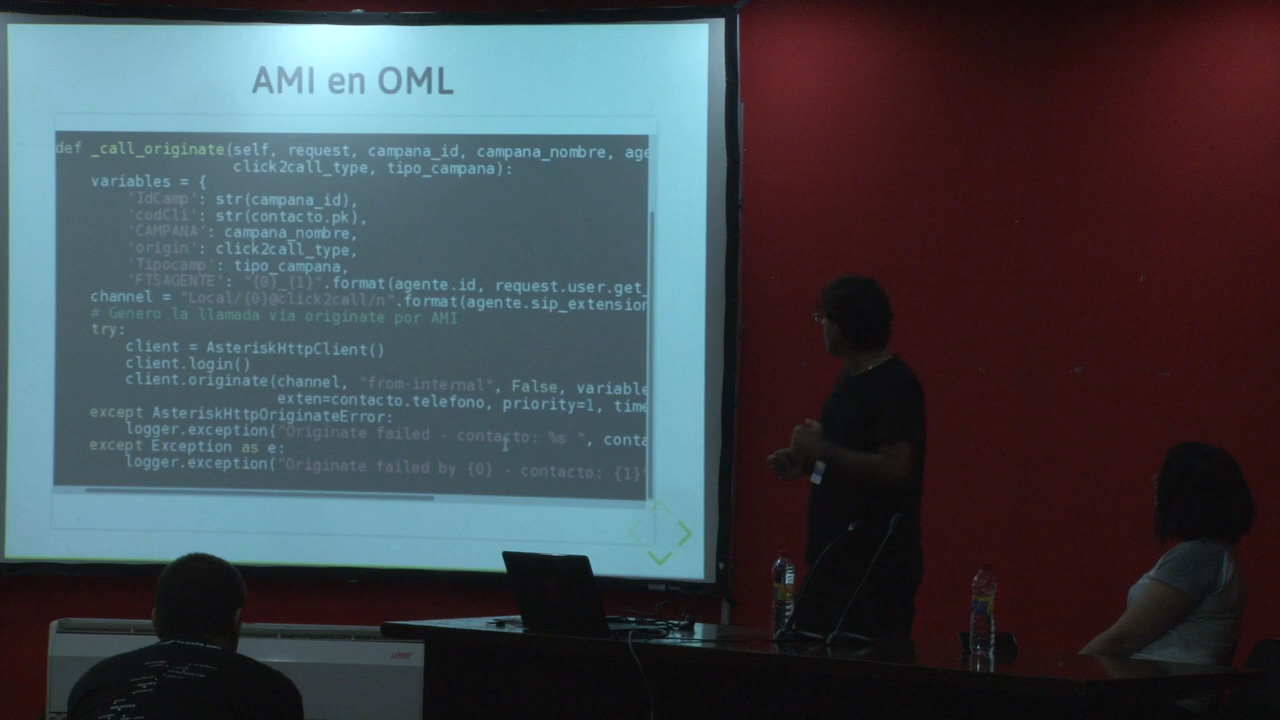 AMI en OML
def _call_originate(self, request, campana_id, campana_nombre, age
click2call_type, tipo_campana):
variables = {
'IdCamp': str(campana_id),
'codCli': str(contacto.pk),
'CAMPANA': campana_nombre,
'origin': click2call_type,
'Tipocamp': tipo_campana,
'FTSAGENTE': "{0}_{1}".format(agente.id, request.user.get_
channel = "Local/{0}@click2call/n".format(agente.sip_extension
# Genero la llamada via originate por AMI
try:
client = AsteriskHttpClient()
client.login()
client.originate(channel, "from-internal", False, variable
exten=contacto.telefono, priority=1, time
except AsteriskHttpOriginateError:
logger.exception("Originate failed - contacto: %s ", conta
except Exception as e:
logger.exception("Originate failed by {0} - contacto: {1}"